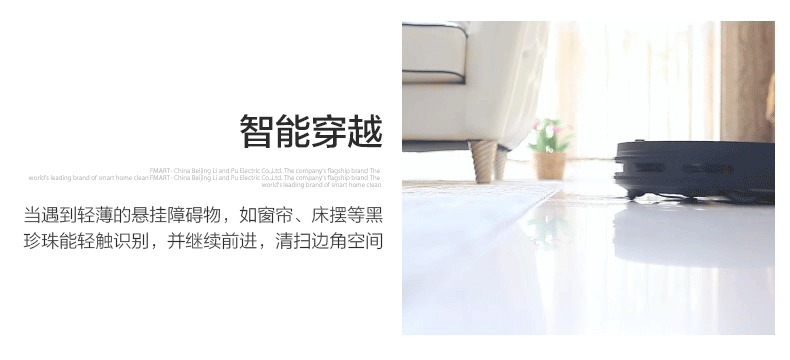 智能穿越
FMART - China Beijing Li and Pu Electric Co.,Ltd. The company's flagship brand The
world's leading brand of smart home clean FMART - China Beijing Li and Pu Electric Co.,Ltd. The company's flagship brand The
world's leading brand of smart home clean
当遇到轻薄的悬挂障碍物，如窗帘、床摆等黑
珍珠能轻触识别，并继续前进，清扫边角空间